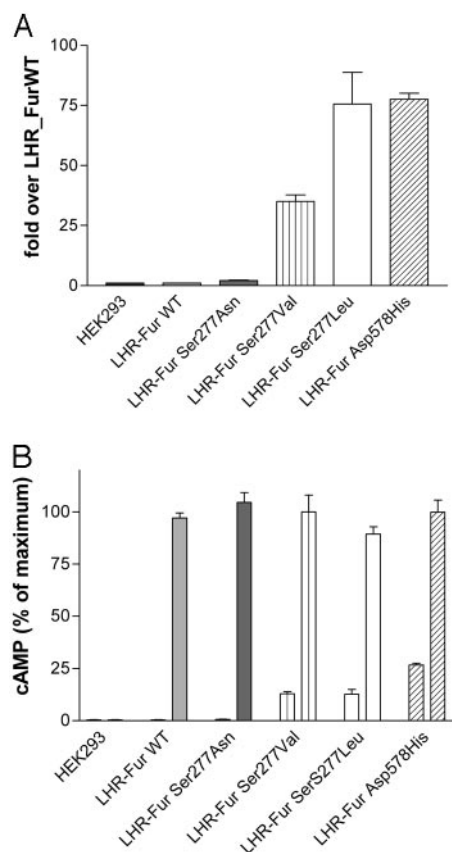 A
fold over LHR_FurWT
100
75
50
25
0
HEK293
LHR-Fur WT
LHR-Fur Ser277Asn
LHR-Fur Ser277Val
LHR-Fur Ser277Leu
LHR-Fur Asp578His
B
cAMP (% of maximum)
100
75
50
25
0
HEK293
LHR-Fur WT
LHR-Fur Ser277Asn
LHR-Fur Ser277Val
LHR-Fur SerS277Leu
LHR-Fur Asp578His